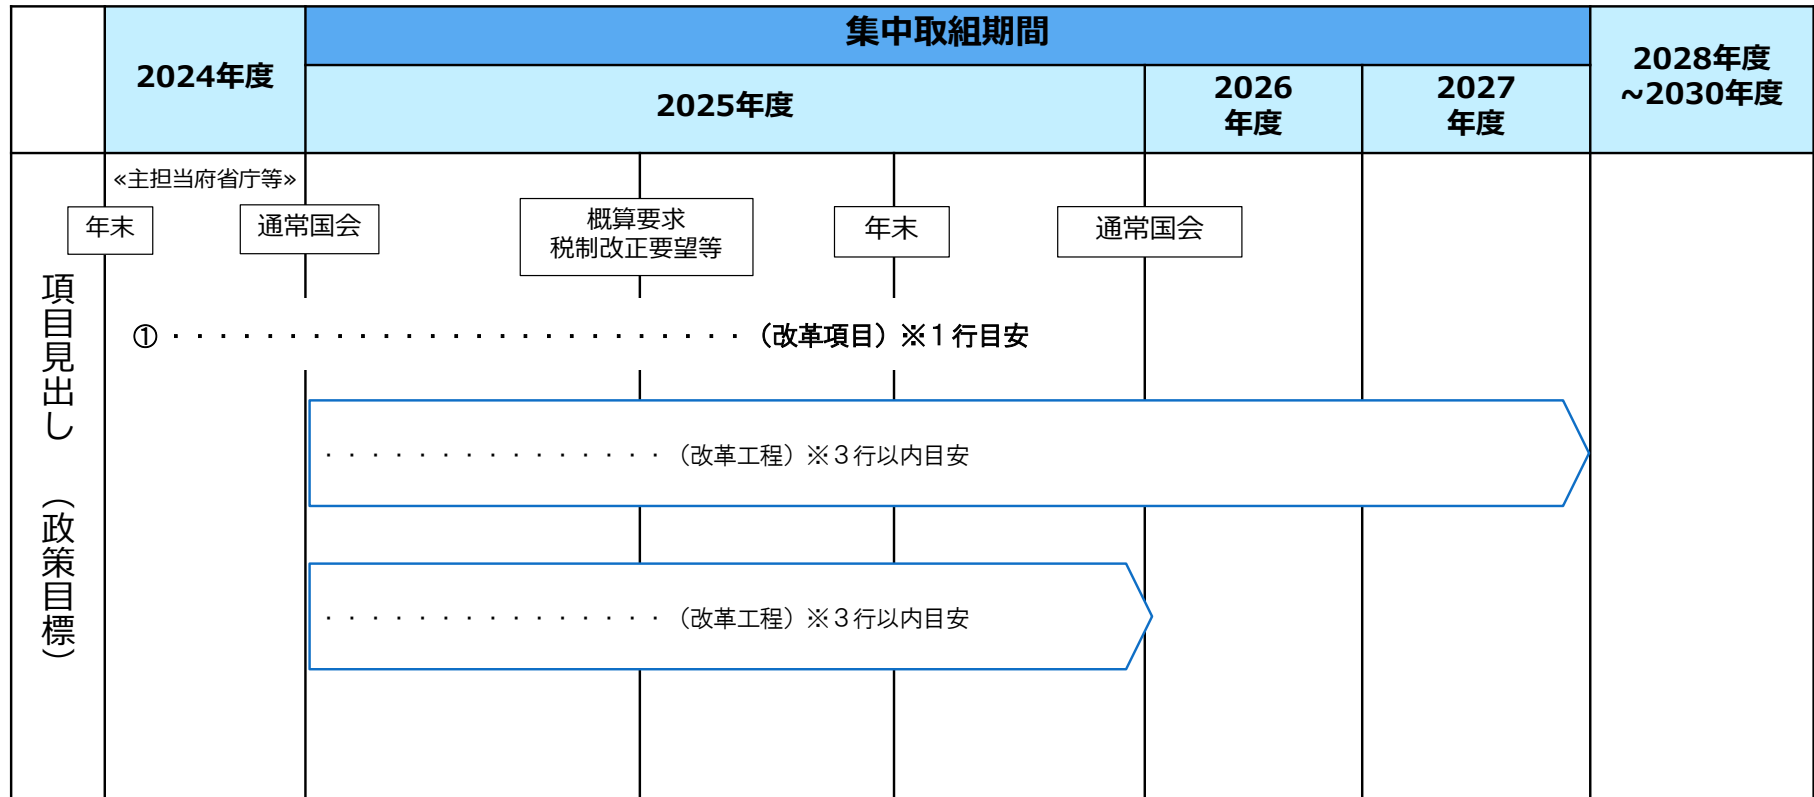 集中取組期間
2024年度
2025年度
2026
年度
2027
年度
2028年度
~2030年度
«主担当府省庁等»
年末
通常国会
概算要求
税制改正要望等
年末
通常国会
項目見出し (政策目標)
①・・・・・・・・・・・・・・・・・・・・・・・・(改革項目)※1行目安
・・・・・・・・・・・・・・・(改革工程)※3行以内目安
・・・・・・・・・・・・・・・(改革工程)※3行以内目安